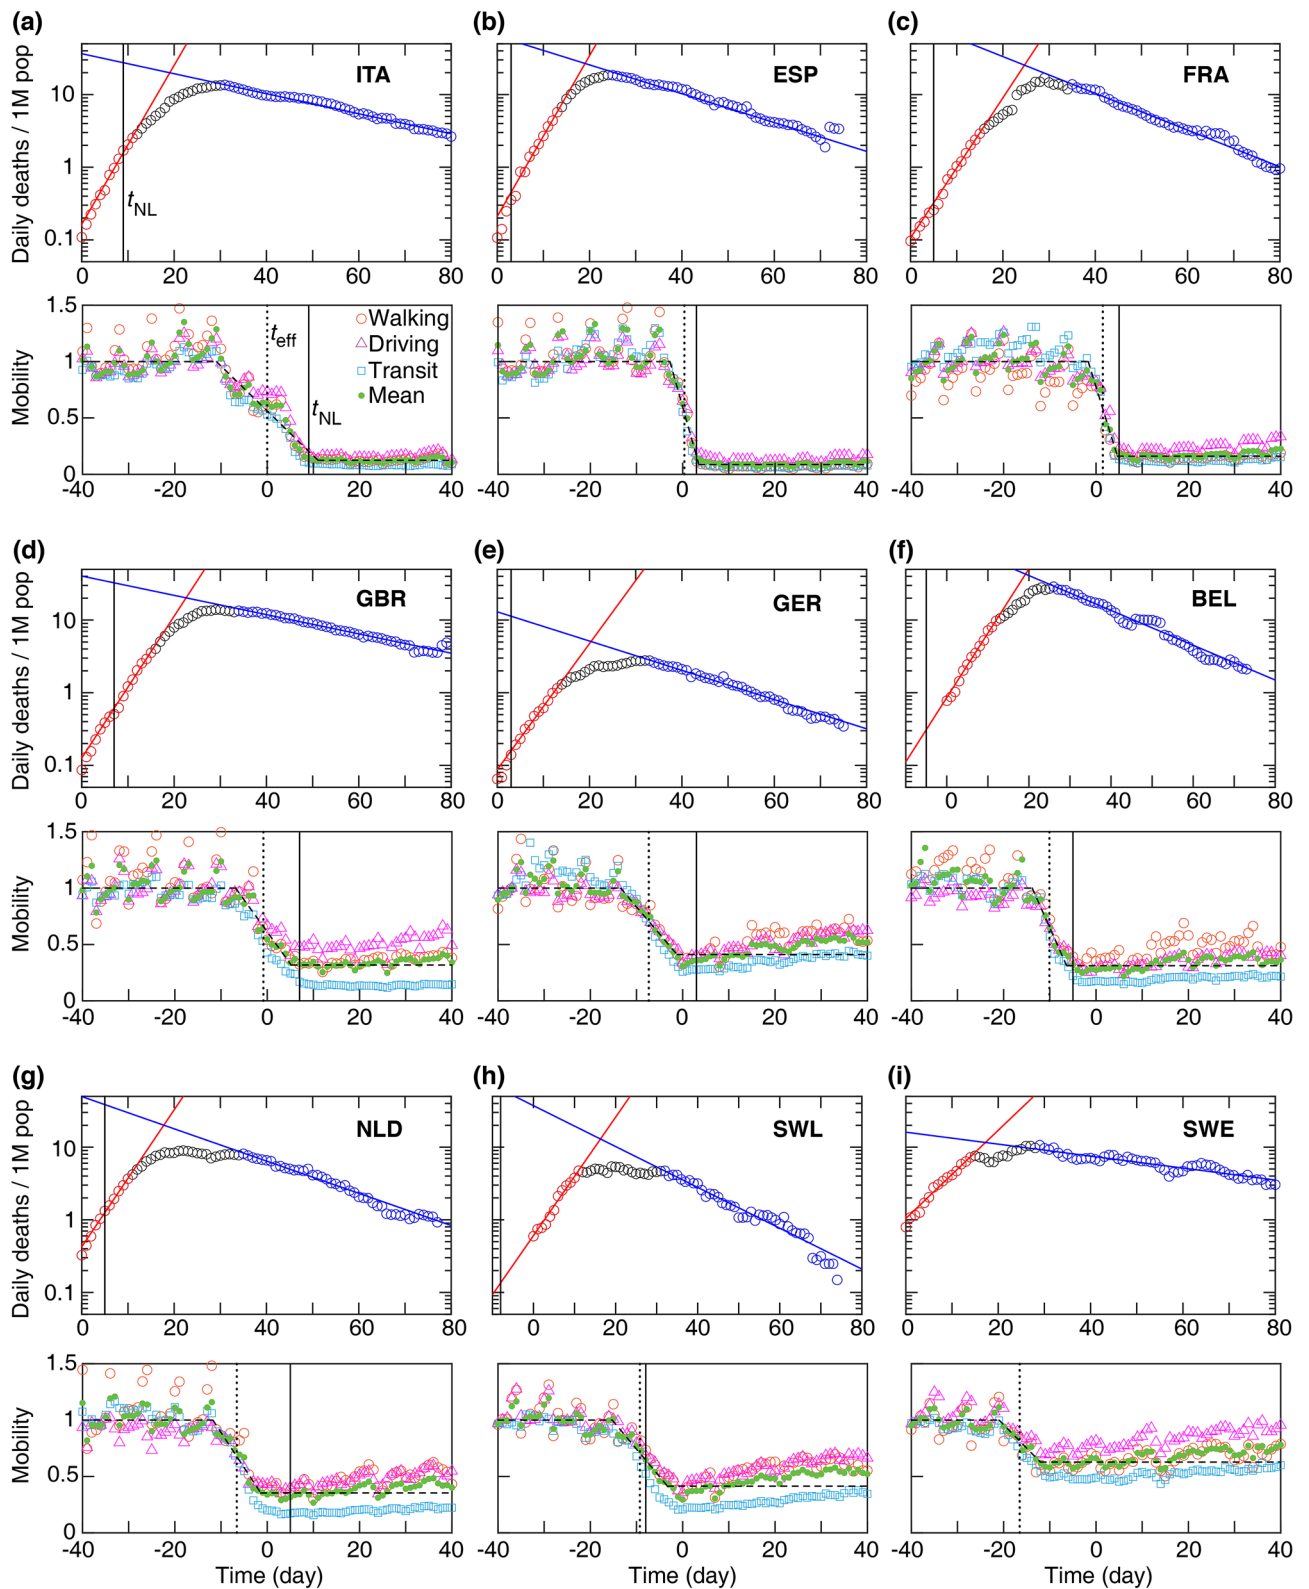 (a)
(b)
(c)
Daily deaths / 1M pop
10
1
0.1
ITA
ESP
FRA
tNL
0 20 40 60 80
0 20 40 60 80
0 20 40 60 80
Mobility
1.5
1
0.5
0
teff
tNL
Walking
Driving
Transit
Mean
-40 -20 0 20 40
-40 -20 0 20 40
-40 -20 0 20 40
(d)
(e)
(f)
Daily deaths / 1M pop
10
1
0.1
GBR
GER
BEL
0 20 40 60 80
0 20 40 60 80
0 20 40 60 80
Mobility
1.5
1
0.5
0
-40 -20 0 20 40
-40 -20 0 20 40
-40 -20 0 20 40
(g)
(h)
(i)
Daily deaths / 1M pop
10
1
0.1
NLD
SWL
SWE
0 20 40 60 80
0 20 40 60 80
0 20 40 60 80
Mobility
1.5
1
0.5
0
-40 -20 0 20 40
-40 -20 0 20 40
-40 -20 0 20 40
Time (day)
Time (day)
Time (day)